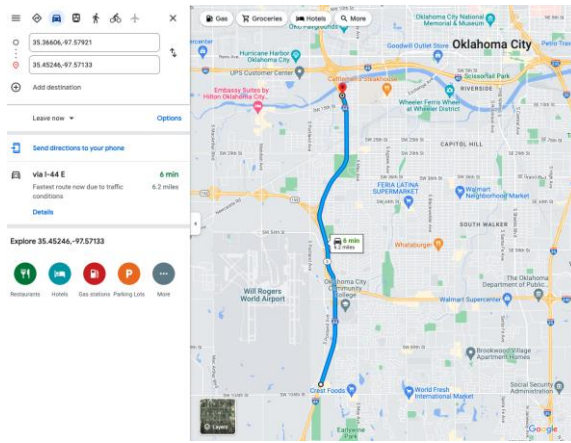 35.36606,-97.57921
35.45246,-97.57133
Add destination
Leave now
Options
Send directions to your phone
via I-44 E
6 min
Fastest route now due to traffic
conditions
6.2 miles
Details
Explore 35.45246,-97.57133
Restaurants
Hotels
Gas stations
Parking Lots
More
Gas
Groceries
Hotels
More
Oklahoma City
National
Memorial & Museum
Hurricane Harbor
Oklahoma City
Goodwill Outlet Store
Oklahoma City
UPS Customer Center
Cattlemen's Steakhouse
Scissortail Park
Embassy Suites by
Hilton Oklahoma City...
RIVERSIDE
Wheeler Ferris Wheel
at Wheeler District
CAPITOL HILL
FERIA LATINA
SUPERMARKET
Walmart
Neighborhood Market
SOUTH WALKER
6 min
6.2 miles
Whataburger
Will Rogers
World Airport
Oklahoma City
Community
College
The Oklahoma
Department of Public...
Walmart Supercenter
Brookwood Village
Apartment Homes
Crest Foods
World Fresh
International Market
Social Security
Administration
Earlywine
Park
Layers
Google